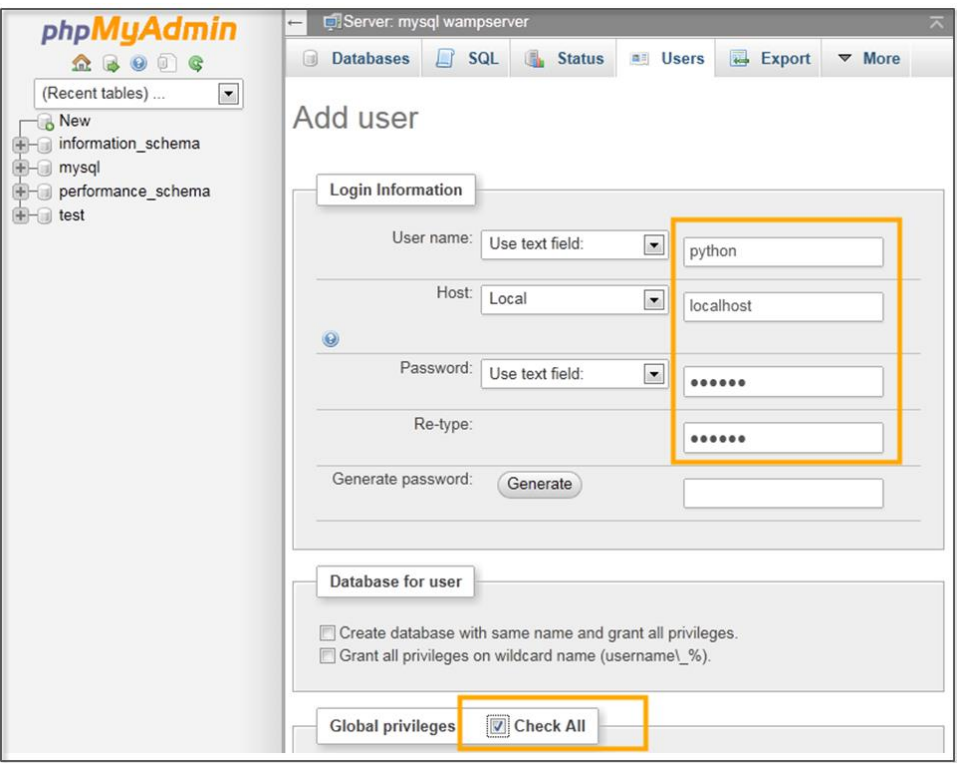 phpMyAdmin
(Recent tables) ...
New
information_schema
mysql
performance_schema
test
Server: mysql wampserver
Databases SQL Status Users Export More
Add user
Login Information
User name: Use text field: python
Host: Local localhost
Password: Use text field: ••••••
Re-type: ••••••
Generate password: Generate
Database for user
Create database with same name and grant all privileges.
Grant all privileges on wildcard name (username\_%).
Global privileges Check All